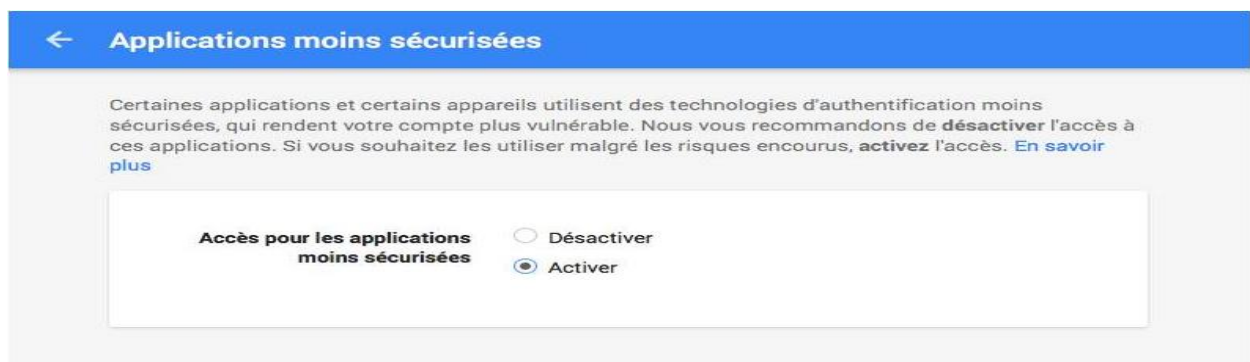 Applications moins sécurisées
Certaines applications et certains appareils utilisent des technologies d'authentification moins
sécurisées, qui rendent votre compte plus vulnérable. Nous vous recommandons de désactiver l'accès à
ces applications. Si vous souhaitez les utiliser malgré les risques encourus, activez l'accès. En savoir
plus
Accès pour les applications
moins sécurisées
Désactiver
Activer